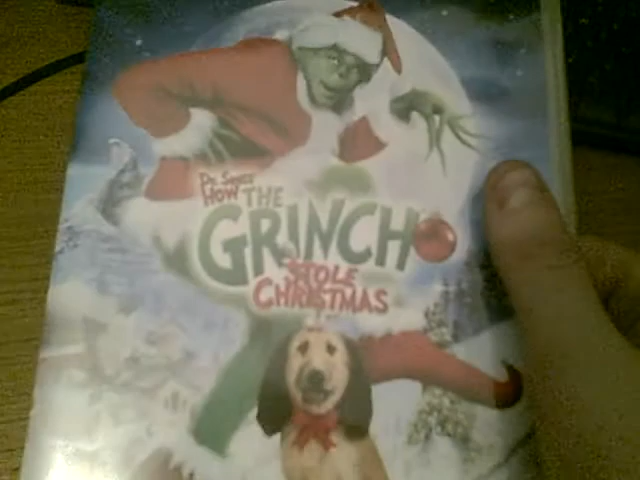 Dr. Seuss'
HOW THE
GRINCH
STOLE
CHRISTMAS